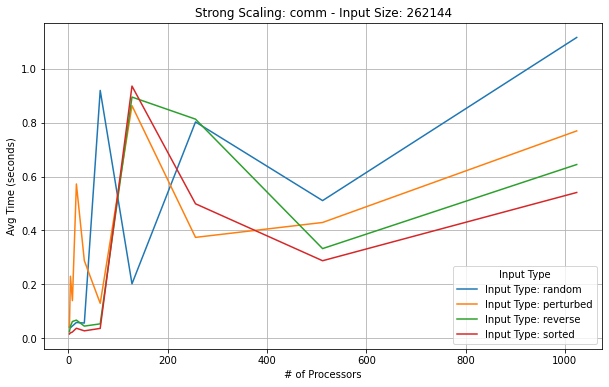 Strong Scaling: comm - Input Size: 262144
Avg Time (seconds)
1.0
0.8
0.6
0.4
0.2
0.0
0
200
400
600
800
1000
# of Processors
Input Type
Input Type: random
Input Type: perturbed
Input Type: reverse
Input Type: sorted